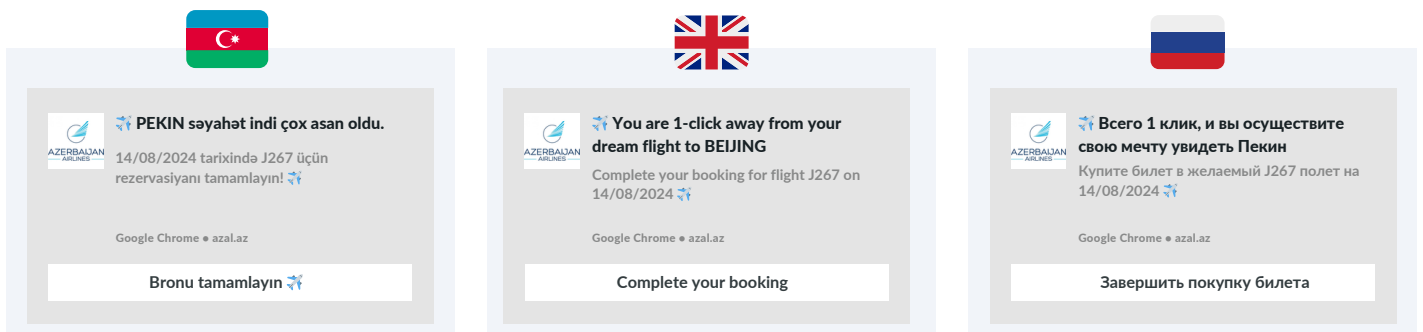 ✈️ PEKIN səyahət indi çox asan oldu.
AZERBAIJAN
AIRLINES
14/08/2024 tarixində J267 üçün
rezervasiyanı tamamlayın! ✈️
Google Chrome • azal.az
Bronu tamamlayın ✈️
✈️ You are 1-click away from your
dream flight to BEIJING
AZERBAIJAN
AIRLINES
Complete your booking for flight J267 on
14/08/2024 ✈️
Google Chrome • azal.az
Complete your booking
✈️ Всего 1 клик, и вы осуществите
свою мечту увидеть Пекин
AZERBAIJAN
AIRLINES
Купите билет в желаемый J267 полет на
14/08/2024 ✈️
Google Chrome • azal.az
Завершить покупку билета